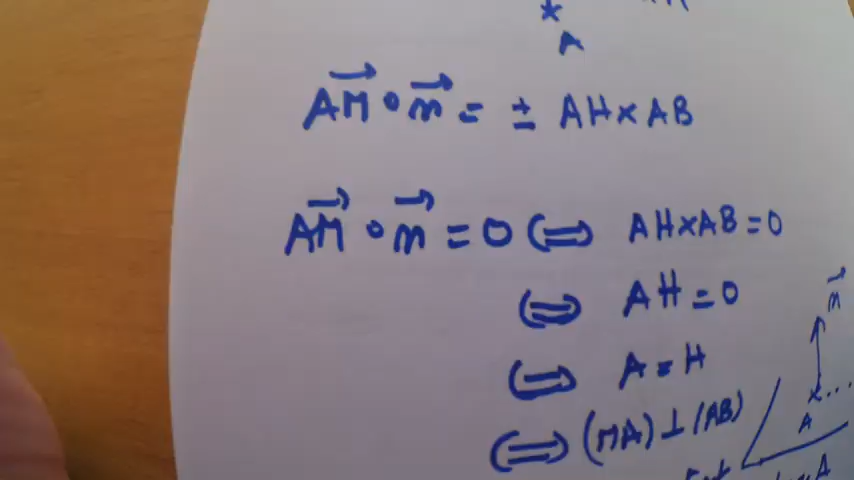 A
AM⃗ • n⃗ = ± AH×AB
AM⃗ • n⃗ = 0 ⟺ AH×AB=0
⟺ AH=0
n⃗
⟺ A=H
A
⟺ (MA)⊥(AB)
A